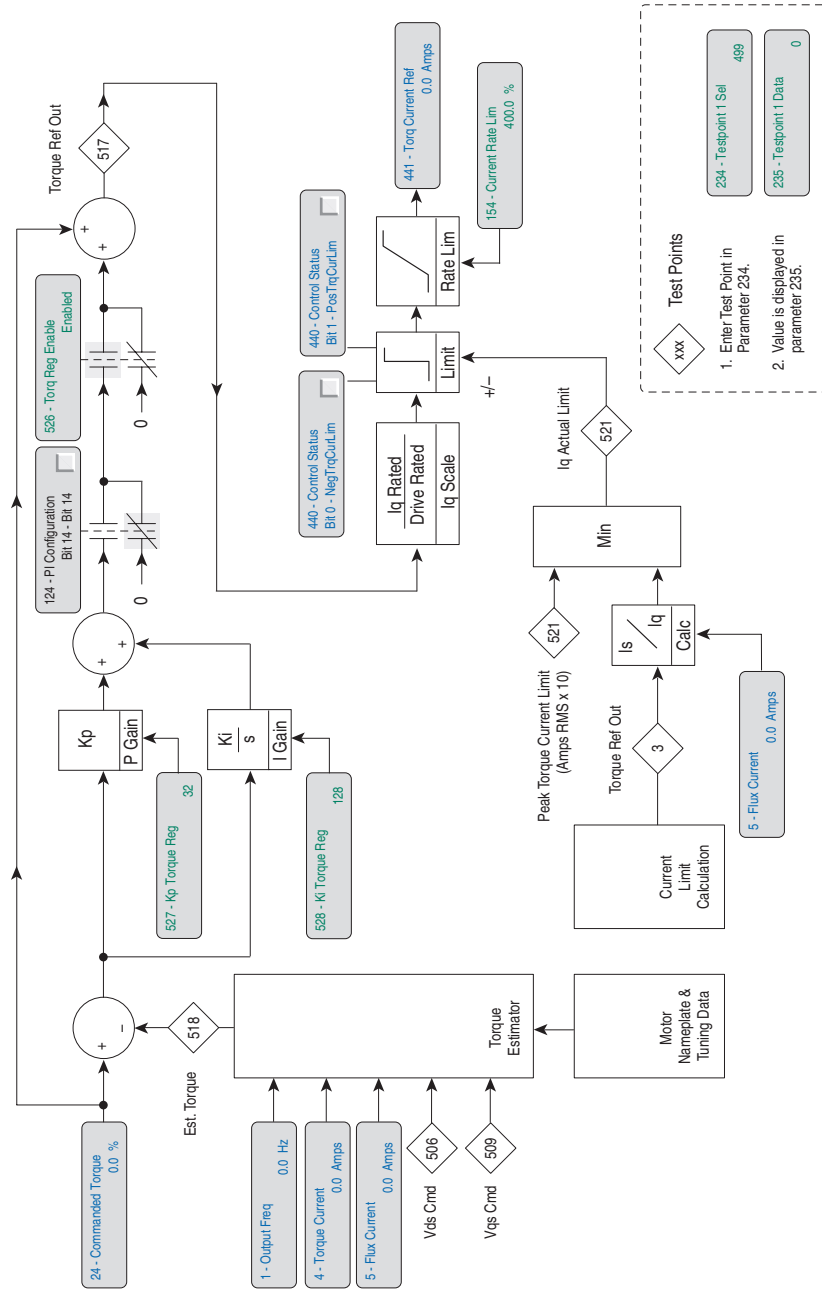 24 - Commanded Torque
0.0 %
+
−
Est. Torque
518
1 - Output Freq
0.0 Hz
4 - Torque Current
0.0 Amps
5 - Flux Current
0.0 Amps
Vds Cmd
506
Vqs Cmd
509
Torque
Estimator
Motor
Nameplate &
Tuning Data
Kp
P Gain
527 - Kp Torque Reg
32
Ki
s
I Gain
528 - Ki Torque Reg
128
+
+
124 - PI Configuration
Bit 14 - Bit 14
0
526 - Torq Reg Enable
Enabled
0
+
+
Torque Ref Out
517
Iq Rated
Drive Rated
Iq Scale
440 - Control Status
Bit 0 - NegTrqCurLim
440 - Control Status
Bit 1 - PosTrqCurLim
Limit
+/−
Rate Lim
441 - Torq Current Ref
0.0 Amps
154 - Current Rate Lim
400.0 %
Peak Torque Current Limit
(Amps RMS x 10)
521
Min
Iq Actual Limit
521
Current
Limit
Calculation
Torque Ref Out
3
Is
Iq
Calc
5 - Flux Current
0.0 Amps
xxx
Test Points
1. Enter Test Point in
Parameter 234.
2. Value is displayed in
parameter 235.
234 - Testpoint 1 Sel
499
235 - Testpoint 1 Data
0